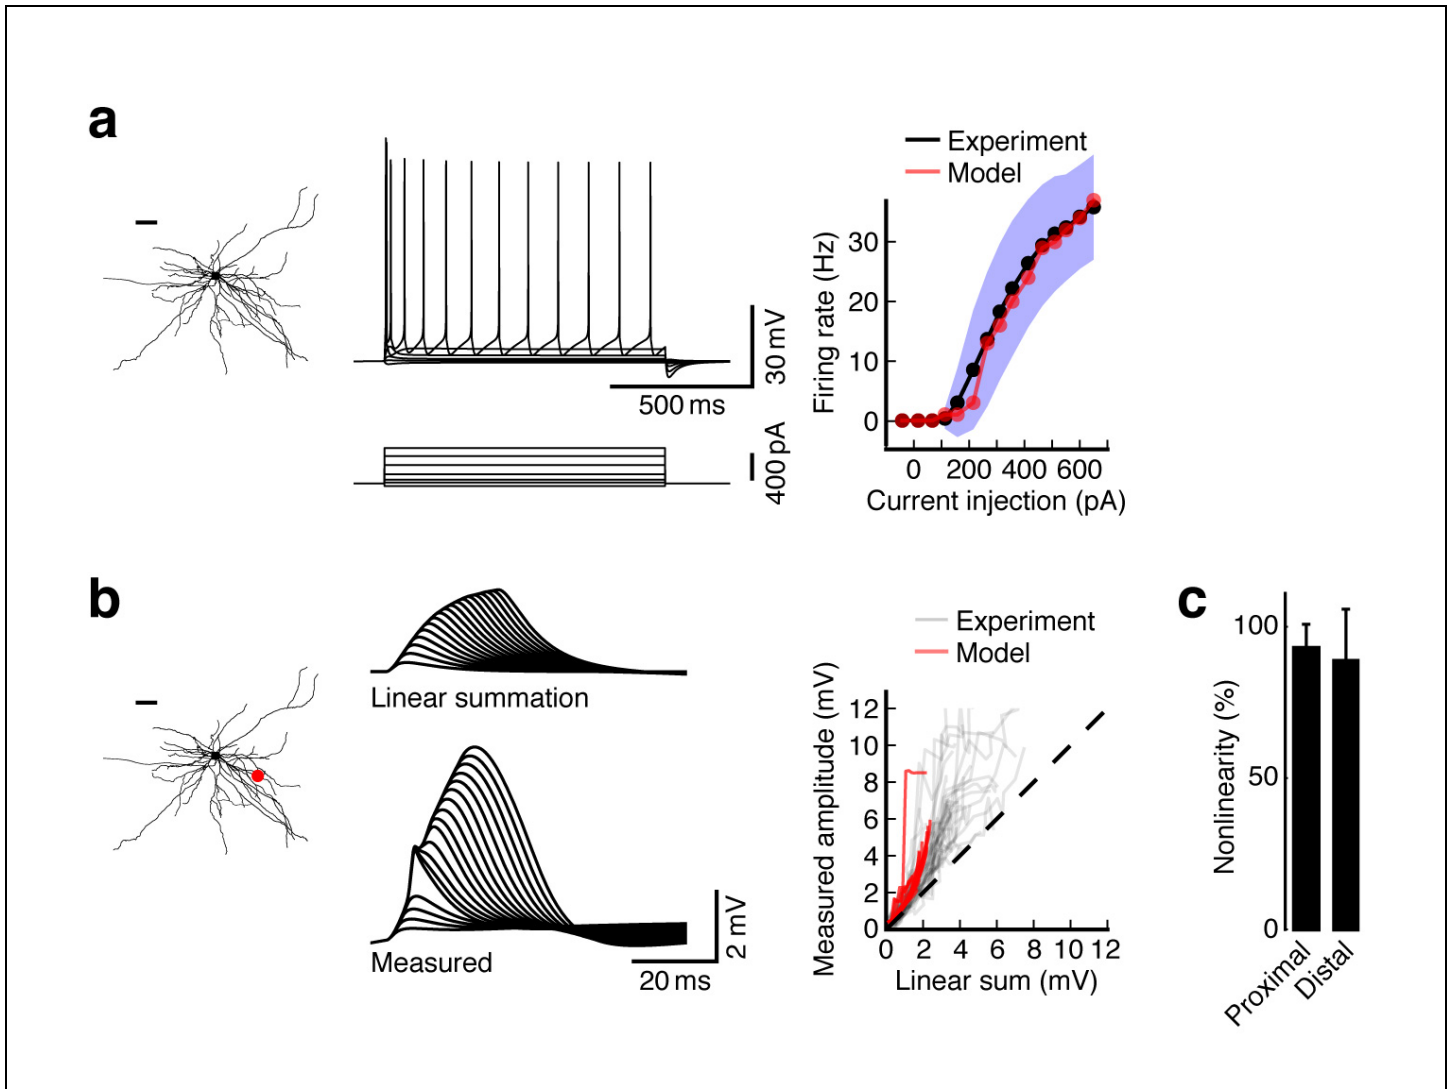 a
30 mV
500 ms
400 pA
Experiment
Model
Firing rate (Hz)
30
20
10
0
0 200 400 600
Current injection (pA)
b
Linear summation
Measured
2 mV
20 ms
Experiment
Model
Measured amplitude (mV)
12
10
8
6
4
2
0
0 2 4 6 8 10 12
Linear sum (mV)
c
Nonlinearity (%)
100
50
0
Proximal
Distal